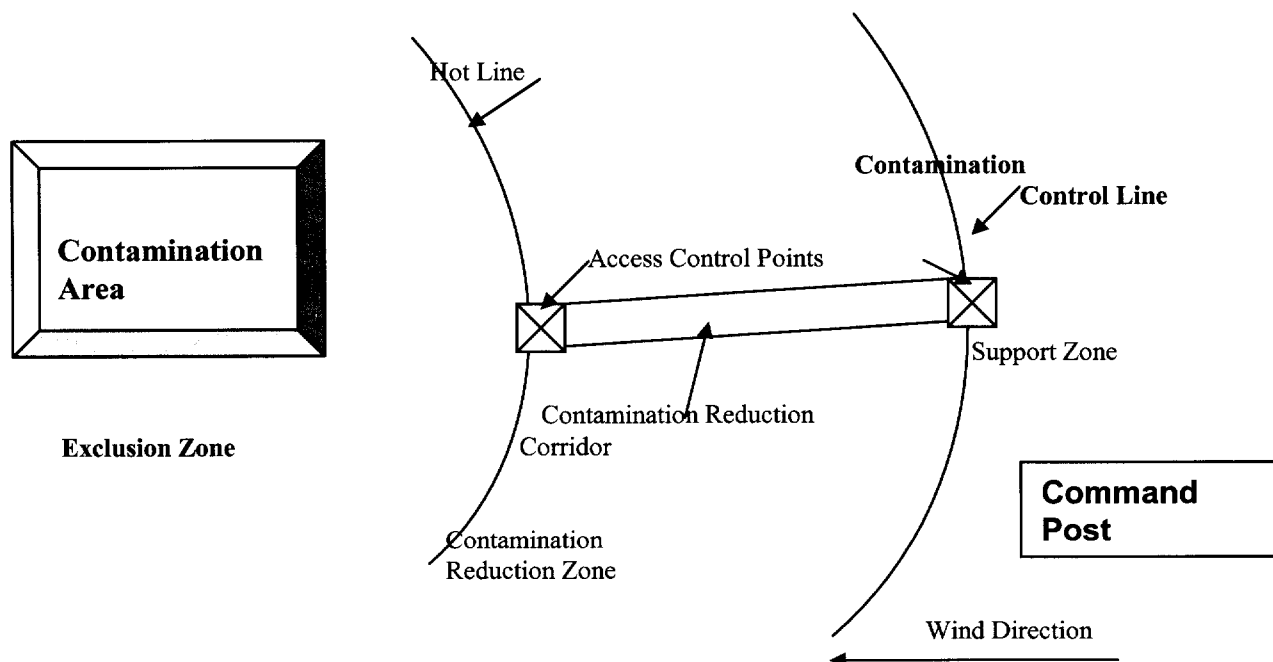 Hot Line
Contamination
Control Line
Contamination
Area
Access Control Points
Support Zone
Contamination Reduction
Corridor
Exclusion Zone
Command
Post
Contamination
Reduction Zone
Wind Direction